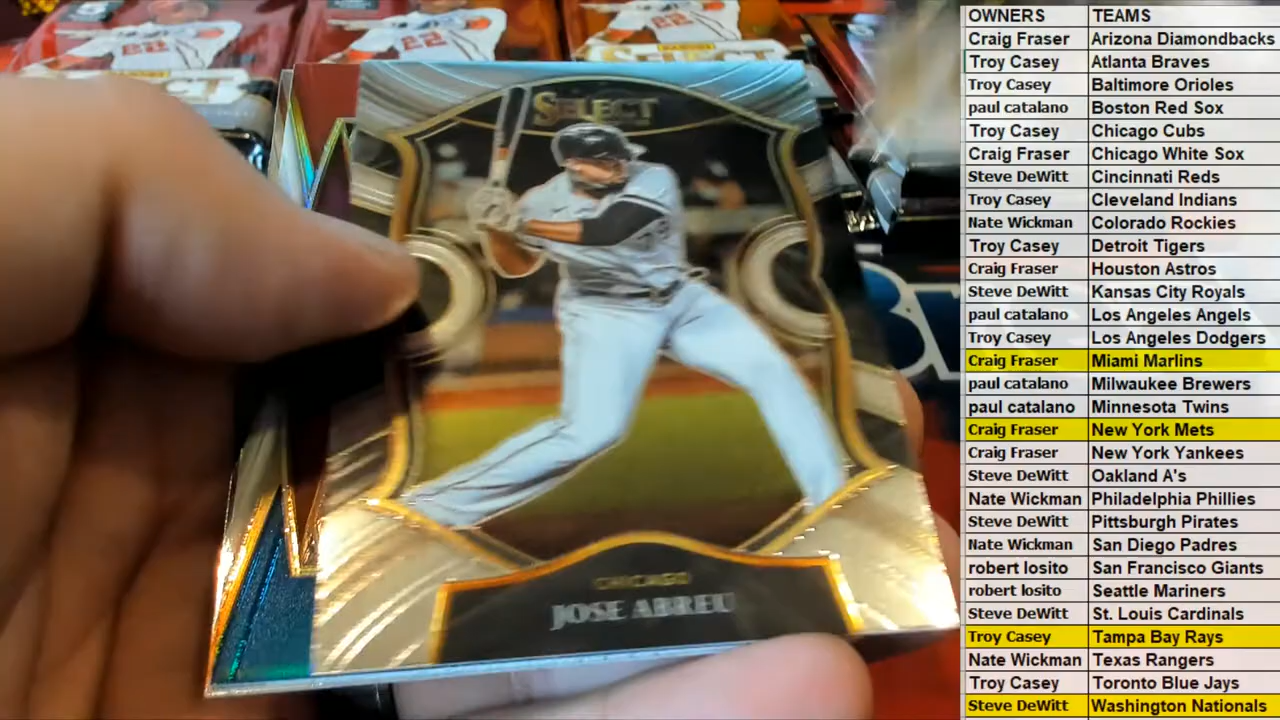 22
22
22
PANINI
SELECT
SELECT
79
CHICAGO
JOSE ABREU
OWNERS TEAMS
Craig Fraser Arizona Diamondbacks
Troy Casey Atlanta Braves
Troy Casey Baltimore Orioles
paul catalano Boston Red Sox
Troy Casey Chicago Cubs
Craig Fraser Chicago White Sox
Steve DeWitt Cincinnati Reds
Troy Casey Cleveland Indians
Nate Wickman Colorado Rockies
Troy Casey Detroit Tigers
Craig Fraser Houston Astros
Steve DeWitt Kansas City Royals
paul catalano Los Angeles Angels
Troy Casey Los Angeles Dodgers
Craig Fraser Miami Marlins
paul catalano Milwaukee Brewers
paul catalano Minnesota Twins
Craig Fraser New York Mets
Craig Fraser New York Yankees
Steve DeWitt Oakland A's
Nate Wickman Philadelphia Phillies
Steve DeWitt Pittsburgh Pirates
Nate Wickman San Diego Padres
robert losito San Francisco Giants
robert losito Seattle Mariners
Steve DeWitt St. Louis Cardinals
Troy Casey Tampa Bay Rays
Nate Wickman Texas Rangers
Troy Casey Toronto Blue Jays
Steve DeWitt Washington Nationals